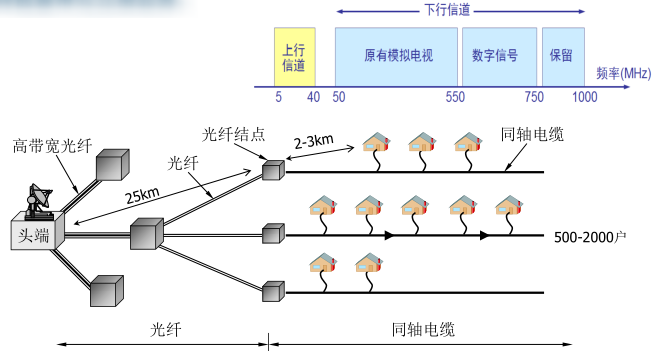 下行信道
上行
信道
原有模拟电视
数字信号
保留
频率(MHz)
5
40
50
550
750
1000
光纤结点
2-3km
同轴电缆
高带宽光纤
光纤
25km
头端
500-2000户
光纤
同轴电缆